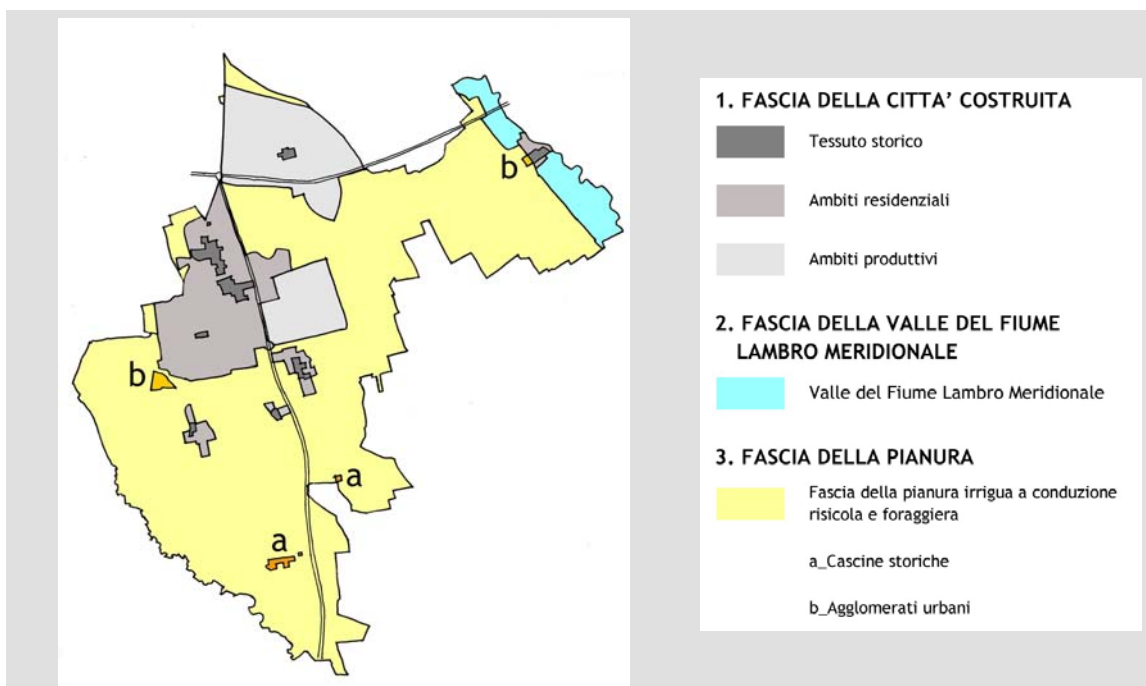 b
b
a
a
1. FASCIA DELLA CITTA' COSTRUITA
Tessuto storico
Ambiti residenziali
Ambiti produttivi
2. FASCIA DELLA VALLE DEL FIUME
LAMBRO MERIDIONALE
Valle del Fiume Lambro Meridionale
3. FASCIA DELLA PIANURA
Fascia della pianura irrigua a conduzione
risicola e foraggiera
a_Cascine storiche
b_Agglomerati urbani